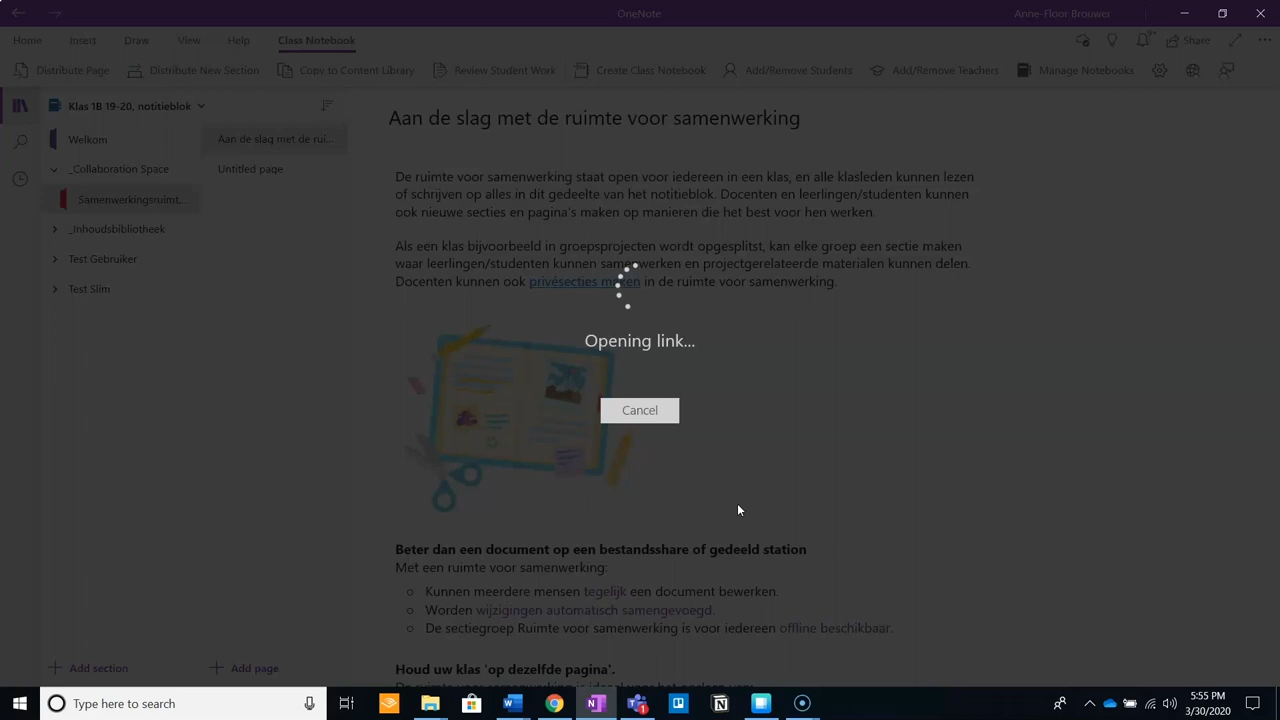 OneNote
Anne-Floor Brouwer
Home Insert Draw View Help Class Notebook
Share
Distribute Page Distribute New Section Copy to Content Library Review Student Work Create Class Notebook Add/Remove Students Add/Remove Teachers Manage Notebooks
Klas 1B 19-20, notitieblok
Welkom
_Collaboration Space
Samenwerkingsruimt...
_Inhoudsbibliotheek
Test Gebruiker
Test Slim
Add section
Aan de slag met de rui...
Untitled page
Add page
Aan de slag met de ruimte voor samenwerking
De ruimte voor samenwerking staat open voor iedereen in een klas, en alle klasleden kunnen lezen
of schrijven op alles in dit gedeelte van het notitieblok. Docenten en leerlingen/studenten kunnen
ook nieuwe secties en pagina's maken op manieren die het best voor hen werken.
Als een klas bijvoorbeeld in groepsprojecten wordt opgesplitst, kan elke groep een sectie maken
waar leerlingen/studenten kunnen samenwerken en projectgerelateerde materialen kunnen delen.
Docenten kunnen ook privésecties maken in de ruimte voor samenwerking.
Opening link...
Cancel
Beter dan een document op een bestandsshare of gedeeld station
Met een ruimte voor samenwerking:
Kunnen meerdere mensen tegelijk een document bewerken.
Worden wijzigingen automatisch samengevoegd.
De sectiegroep Ruimte voor samenwerking is voor iedereen offline beschikbaar.
Houd uw klas 'op dezelfde pagina'.
Type here to search
5:55 PM
3/30/2020